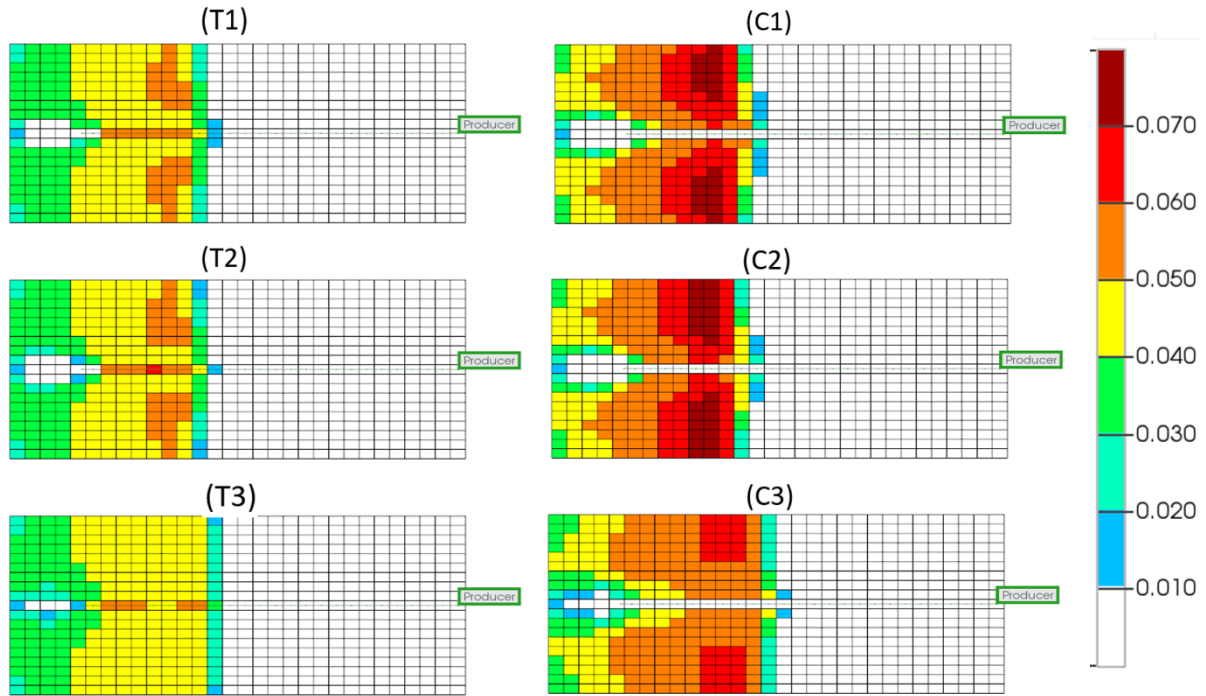 (T1)
(C1)
Producer
Producer
0.070
0.060
(T2)
(C2)
0.050
Producer
Producer
0.040
0.030
(T3)
(C3)
0.020
Producer
Producer
0.010